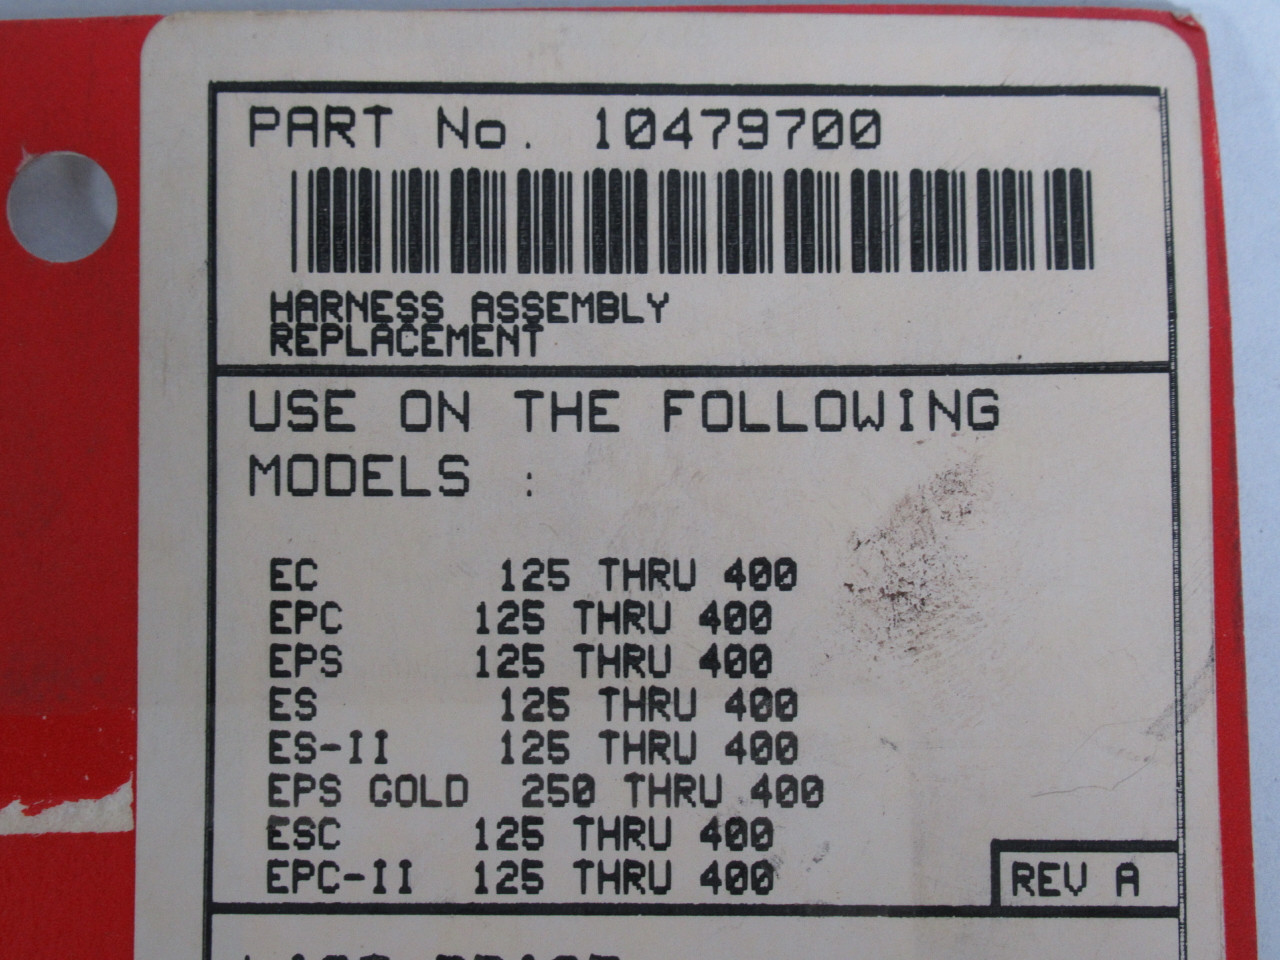 PART No. 10479700
HARNESS ASSEMBLY
REPLACEMENT
USE ON THE FOLLOWING
MODELS :
EC 125 THRU 400
EPC 125 THRU 400
EPS 125 THRU 400
ES 125 THRU 400
ES-II 125 THRU 400
EPS GOLD 250 THRU 400
ESC 125 THRU 400
EPC-II 125 THRU 400
REV A